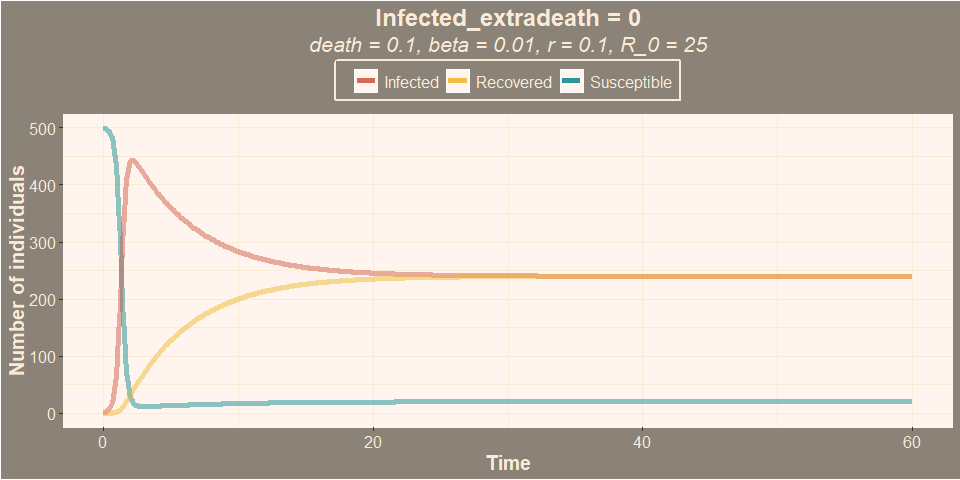 Infected_extradeath = 0
death = 0.1, beta = 0.01, r = 0.1, R_0 = 25
Infected Recovered Susceptible
Number of individuals
500
400
300
200
100
0
0 20 40 60
Time